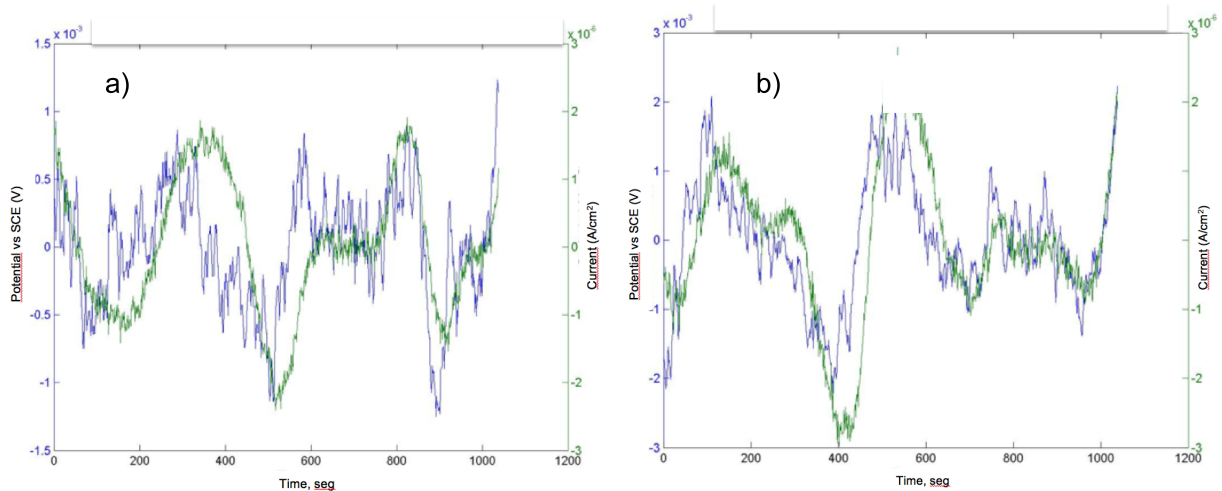 x 10⁻³
x 10⁻⁶
1.5
1
0.5
0
-0.5
-1
-1.5
Potential vs SCE (V)
a)
3
2
1
0
-1
-2
-3
Current (A/cm²)
0 200 400 600 800 1000 1200
Time, seg
x 10⁻³
x 10⁻⁶
3
2
1
0
-1
-2
-3
Potential vs SCE (V)
b)
3
2
1
0
-1
-2
-3
Current (A/cm²)
0 200 400 600 800 1000 1200
Time, seg